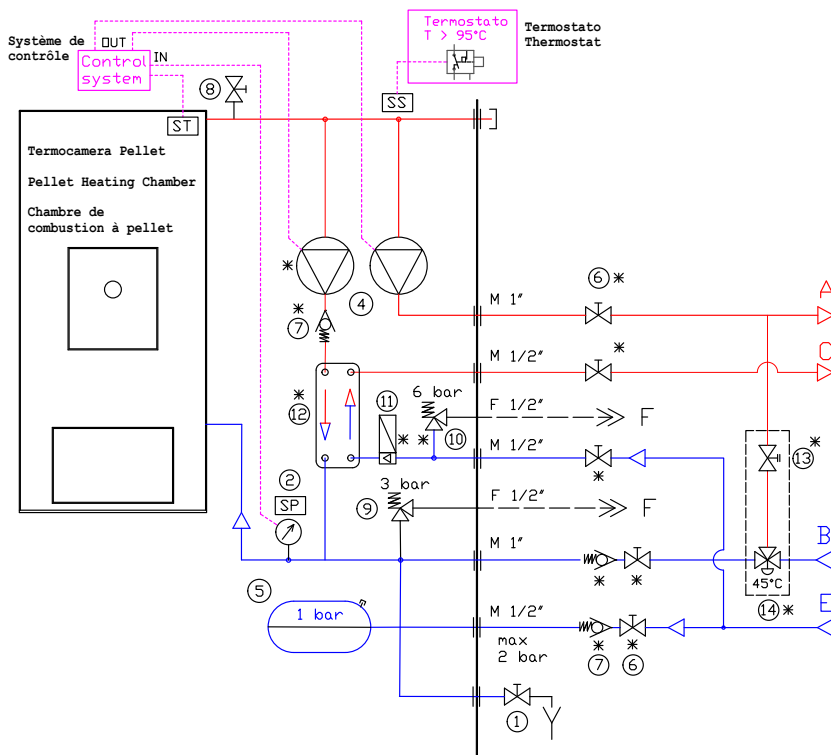 Système de
contrôle
OUT
IN
Control
system
Termostato
T > 95°C
Termostato
Thermostat
8
SS
ST
Termocamera Pellet
Pellet Heating Chamber
Chambre de
combustion à pellet
*
4
M 1″
6 *
A
*
7
M 1/2″
*
C
*
12
11
6 bar
F 1/2″
F
* *
10
M 1/2″
*
13 *
2
SP
3 bar
9
F 1/2″
F
M 1″
* *
B
45°C
14 *
5
1 bar
M 1/2″
max
2 bar
* *
7
6
E
1